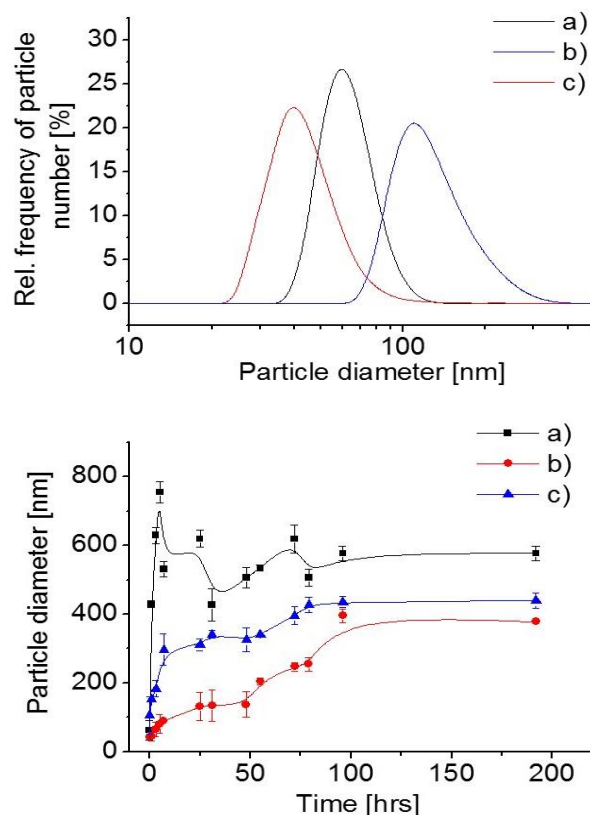 a)
b)
c)
30
25
20
15
10
5
0
Rel. frequency of particle
number [%]
10
100
Particle diameter [nm]
a)
b)
c)
800
600
400
200
0
Particle diameter [nm]
0
50
100
150
200
Time [hrs]